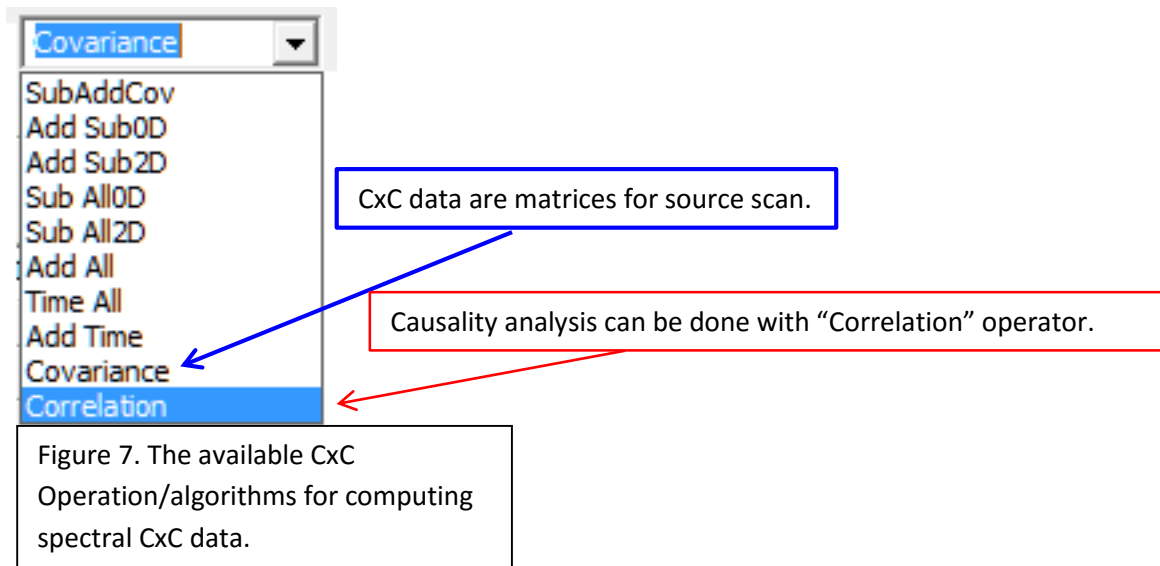 Covariance
SubAddCov
Add Sub0D
Add Sub2D
Sub All0D
Sub All2D
Add All
Time All
Add Time
Covariance
Correlation
CxC data are matrices for source scan.
Causality analysis can be done with “Correlation” operator.
Figure 7. The available CxC
Operation/algorithms for computing
spectral CxC data.